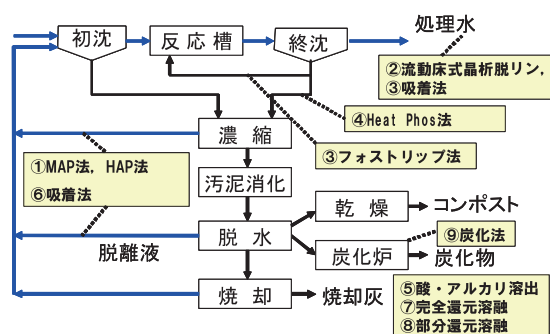 初沈
反応槽
終沈
処理水
②流動床式晶析脱リン,
③吸着法
④Heat Phos法
濃縮
③フォストリップ法
①MAP法, HAP法
⑥吸着法
汚泥消化
乾燥
コンポスト
⑨炭化法
脱離液
脱水
炭化炉
炭化物
焼却
焼却灰
⑤酸・アルカリ溶出
⑦完全還元溶融
⑧部分還元溶融